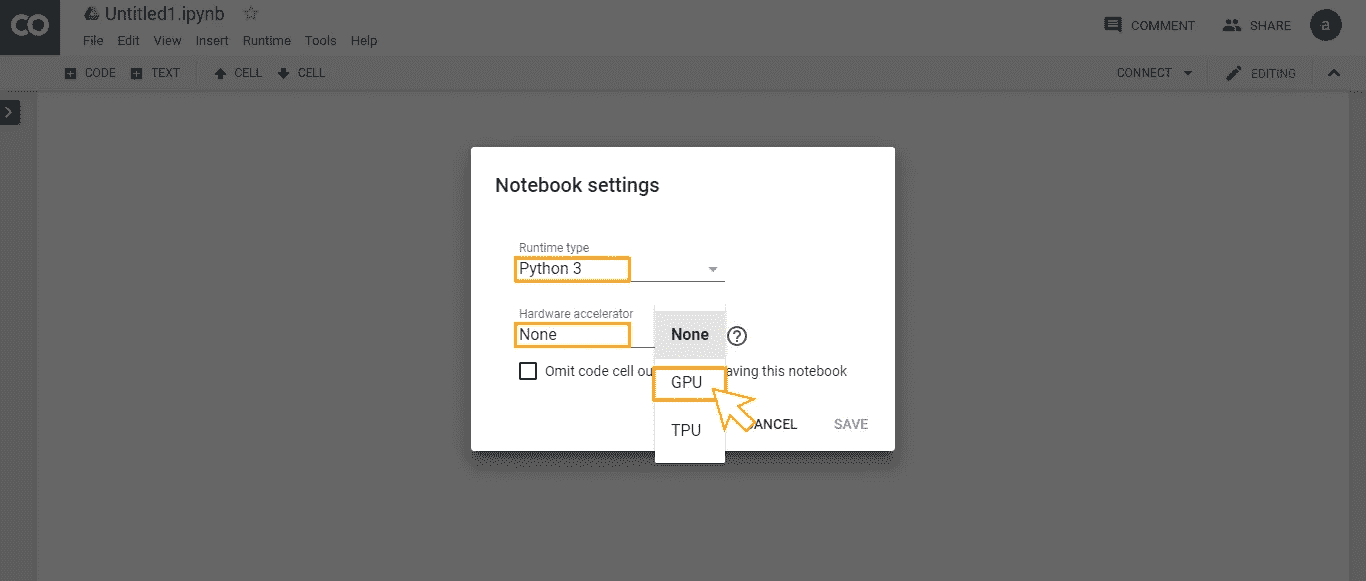 CO Untitled1.ipynb
File Edit View Insert Runtime Tools Help
COMMENT SHARE a
CODE TEXT CELL CELL CONNECT EDITING
Notebook settings
Runtime type
Python 3
Hardware accelerator
None None ?
Omit code cell ou aving this notebook
GPU
ANCEL SAVE
TPU